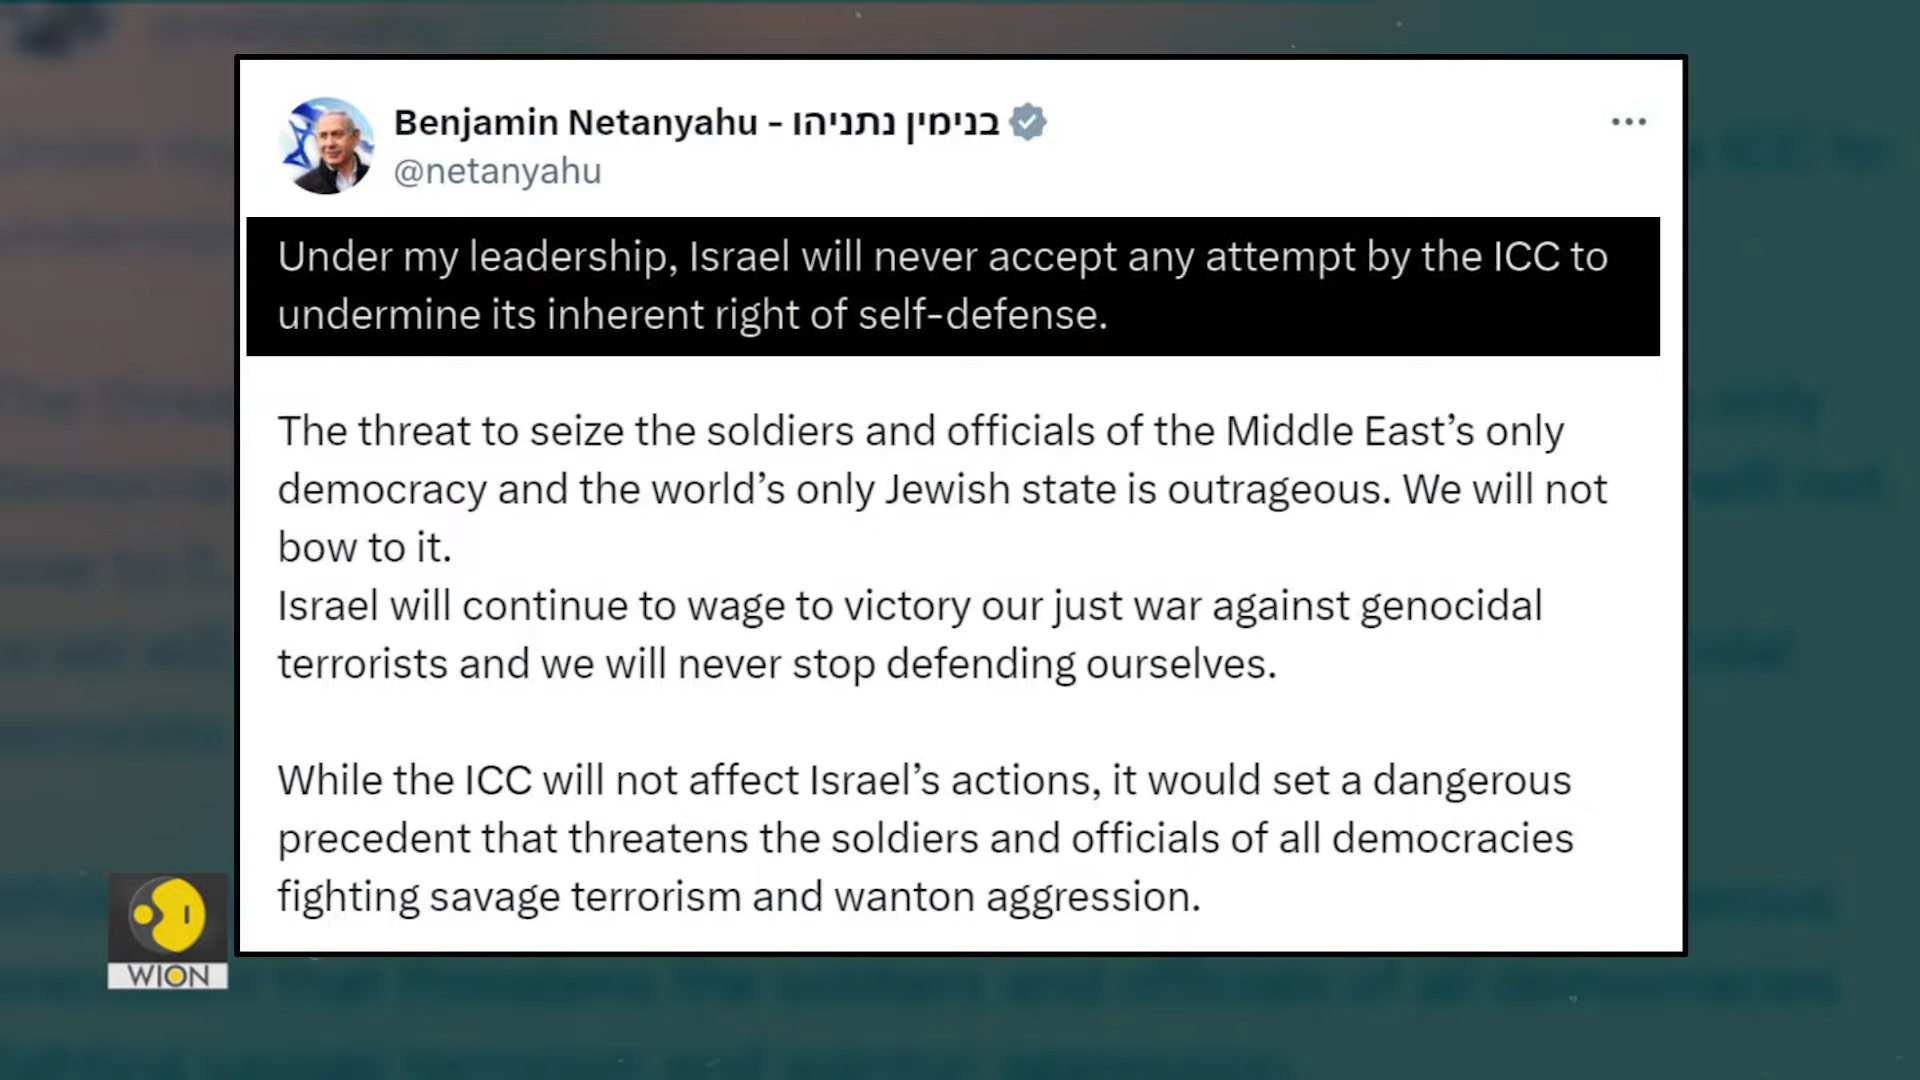 Benjamin Netanyahu - בנימין נתניהו
@netanyahu
Under my leadership, Israel will never accept any attempt by the ICC to
undermine its inherent right of self-defense.
The threat to seize the soldiers and officials of the Middle East’s only
democracy and the world’s only Jewish state is outrageous. We will not
bow to it.
Israel will continue to wage to victory our just war against genocidal
terrorists and we will never stop defending ourselves.
While the ICC will not affect Israel’s actions, it would set a dangerous
precedent that threatens the soldiers and officials of all democracies
fighting savage terrorism and wanton aggression.
WION